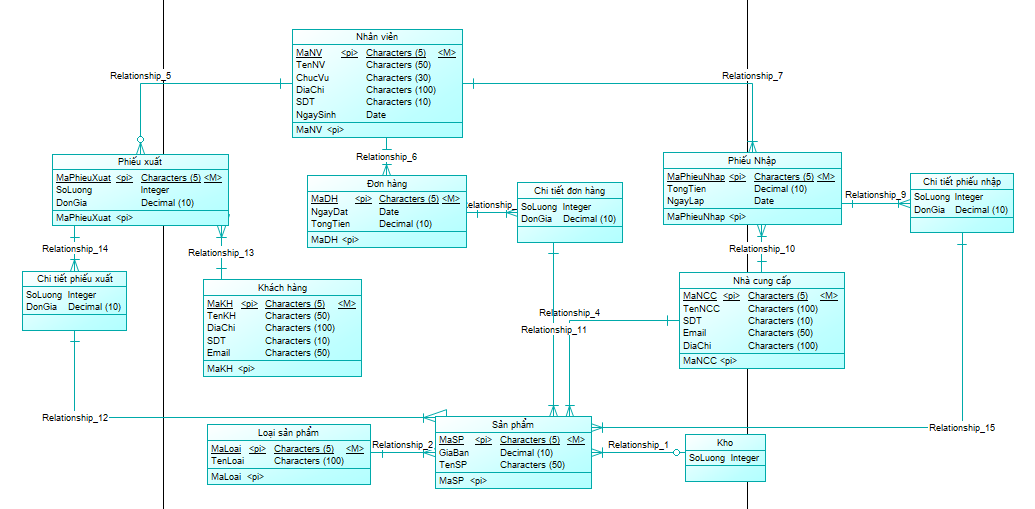 Nhân viên
MaNV <pi> Characters (5) <M>
TenNV Characters (50)
ChucVu Characters (30)
DiaChi Characters (100)
SDT Characters (10)
NgaySinh Date
MaNV <pi>
Relationship_5
Relationship_7
Relationship_6
Phiếu xuất
MaPhieuXuat <pi> Characters (5) <M>
SoLuong Integer
DonGia Decimal (10)
MaPhieuXuat <pi>
Đơn hàng
MaDH <pi> Characters (5) <M>
NgayDat Date
TongTien Decimal (10)
MaDH <pi>
Relationship_
Chi tiết đơn hàng
SoLuong Integer
DonGia Decimal (10)
Phiếu Nhập
MaPhieuNhap <pi> Characters (5) <M>
TongTien Decimal (10)
NgayLap Date
MaPhieuNhap <pi>
Relationship_9
Chi tiết phiếu nhập
SoLuong Integer
DonGia Decimal (10)
Relationship_14
Relationship_13
Relationship_10
Chi tiết phiếu xuất
SoLuong Integer
DonGia Decimal (10)
Khách hàng
MaKH <pi> Characters (5) <M>
TenKH Characters (50)
DiaChi Characters (100)
SDT Characters (10)
Email Characters (50)
MaKH <pi>
Nhà cung cấp
MaNCC <pi> Characters (5) <M>
TenNCC Characters (100)
SDT Characters (10)
Email Characters (50)
DiaChi Characters (100)
MaNCC <pi>
Relationship_4
Relationship_11
Relationship_12
Relationship_15
Loại sản phẩm
MaLoai <pi> Characters (5) <M>
TenLoai Characters (100)
MaLoai <pi>
Relationship_2
Sản phẩm
MaSP <pi> Characters (5) <M>
GiaBan Decimal (10)
TenSP Characters (50)
MaSP <pi>
Relationship_1
Kho
SoLuong Integer